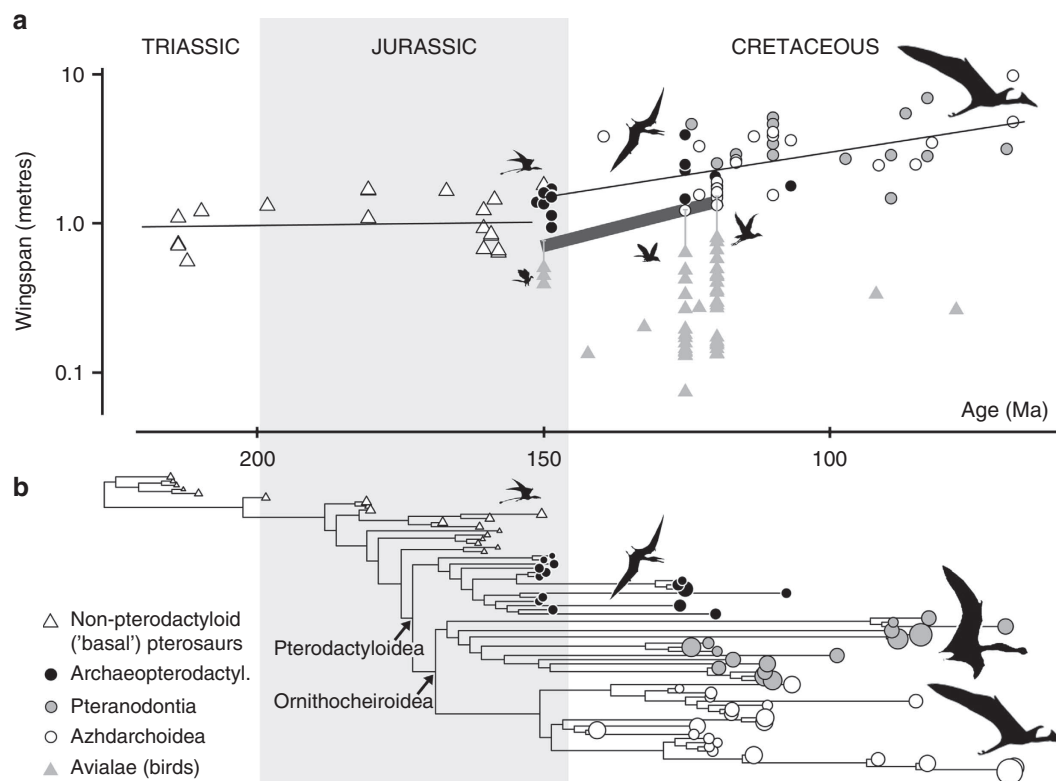 a
TRIASSIC JURASSIC CRETACEOUS
10
1.0
0.1
Wingspan (metres)
Age (Ma)
200 150 100
b
Pterodactyloidea
Ornithocheiroidea
Non-pterodactyloid
('basal') pterosaurs
Archaeopterodactyl.
Pteranodontia
Azhdarchoidea
Avialae (birds)